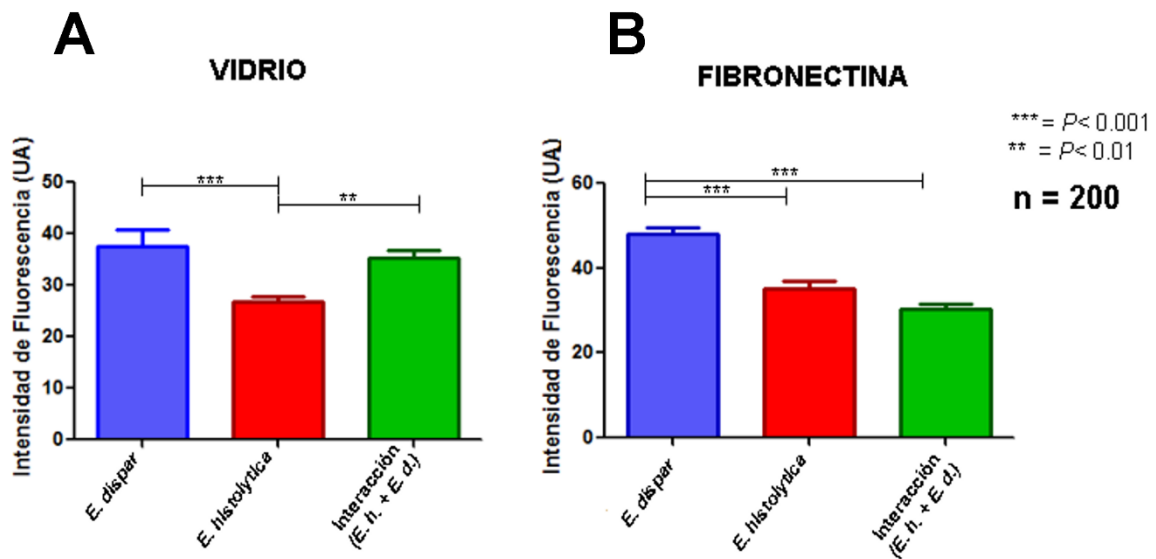 A
VIDRIO
Intensidad de Fluorescencia (UA)
50
40
30
20
10
0
***
**
E. dispar
E. histolytica
Interacción
(E. h. + E. d.)
B
FIBRONECTINA
Intensidad de Fluorescencia (UA)
60
40
20
0
***
***
E. dispar
E. histolytica
Interacción
(E. h. + E. d.)
*** = P< 0.001
** = P< 0.01
n = 200